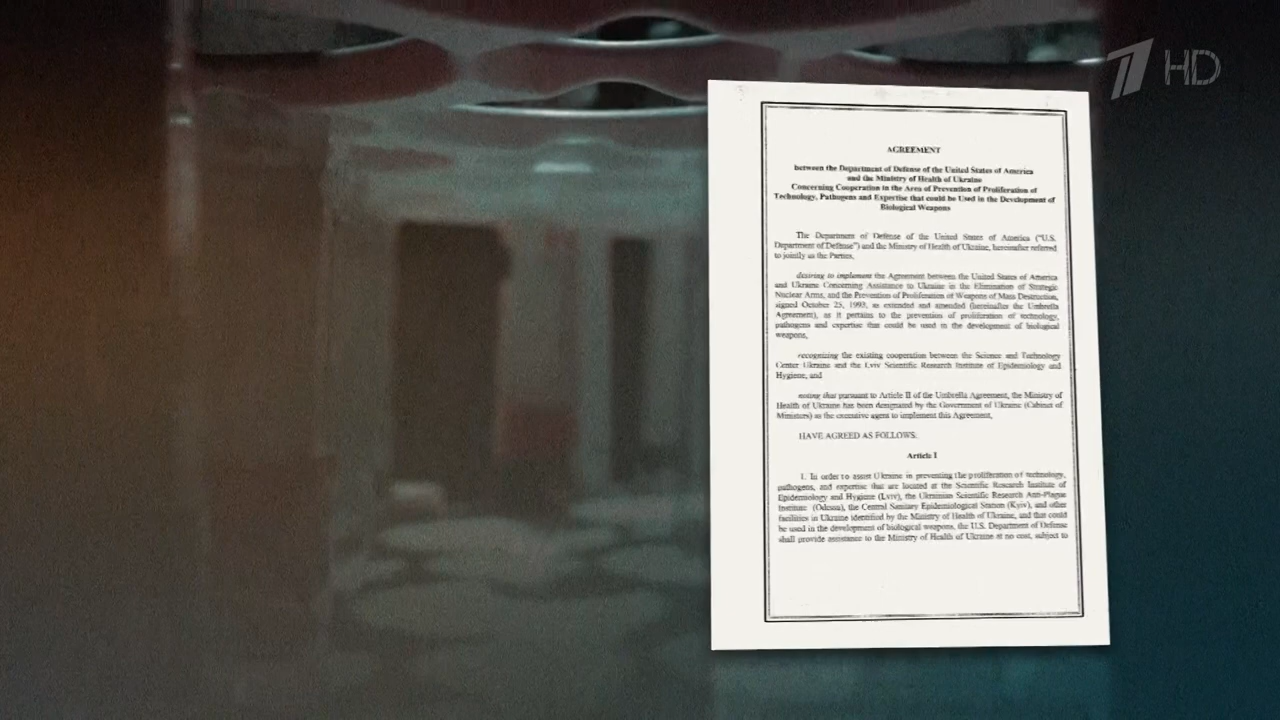 1 HD
AGREEMENT
between the Department of Defense of the United States of America
and the Ministry of Health of Ukraine
Concerning Cooperation in the Area of Prevention of Proliferation of
Technology, Pathogens and Expertise that could be Used in the Development of
Biological Weapons
The Department of Defense of the United States of America ("U.S.
Department of Defense") and the Ministry of Health of Ukraine, hereinafter referred
to jointly as the Parties,
desiring to implement the Agreement between the United States of America
and Ukraine Concerning Assistance to Ukraine in the Elimination of Strategic
Nuclear Arms, and the Prevention of Proliferation of Weapons of Mass Destruction,
signed October 25, 1993, as extended and amended (hereinafter the Umbrella
Agreement), as it pertains to the prevention of proliferation of technology,
pathogens and expertise that could be used in the development of biological
weapons,
recognizing the existing cooperation between the Science and Technology
Center Ukraine and the Lviv Scientific Research Institute of Epidemiology and
Hygiene, and
noting that pursuant to Article II of the Umbrella Agreement, the Ministry of
Health of Ukraine has been designated by the Government of Ukraine (Cabinet of
Ministers) as the executive agent to implement this Agreement,
HAVE AGREED AS FOLLOWS:
Article I
1. In order to assist Ukraine in preventing the proliferation of technology,
pathogens, and expertise that are located at the Scientific Research Institute of
Epidemiology and Hygiene (Lviv), the Ukrainian Scientific Research Anti-Plague
Institute (Odessa), the Central Sanitary Epidemiological Station (Kyiv), and other
facilities in Ukraine identified by the Ministry of Health of Ukraine, and that could
be used in the development of biological weapons, the U.S. Department of Defense
shall provide assistance to the Ministry of Health of Ukraine at no cost, subject to